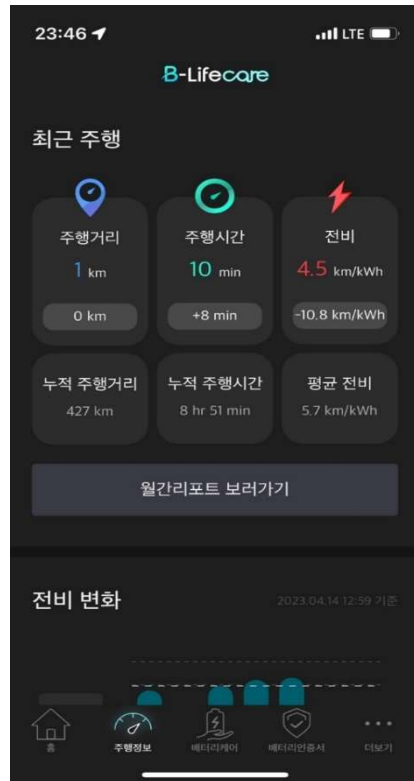 23:46
LTE
B-Lifecare
최근 주행
주행거리
1 km
0 km
주행시간
10 min
+8 min
전비
4.5 km/kWh
-10.8 km/kWh
누적 주행거리
427 km
누적 주행시간
8 hr 51 min
평균 전비
5.7 km/kWh
월간리포트 보러가기
전비 변화
2023.04.14 12:59 기준
홈
주행정보
배터리케어
배터리인증서
더보기